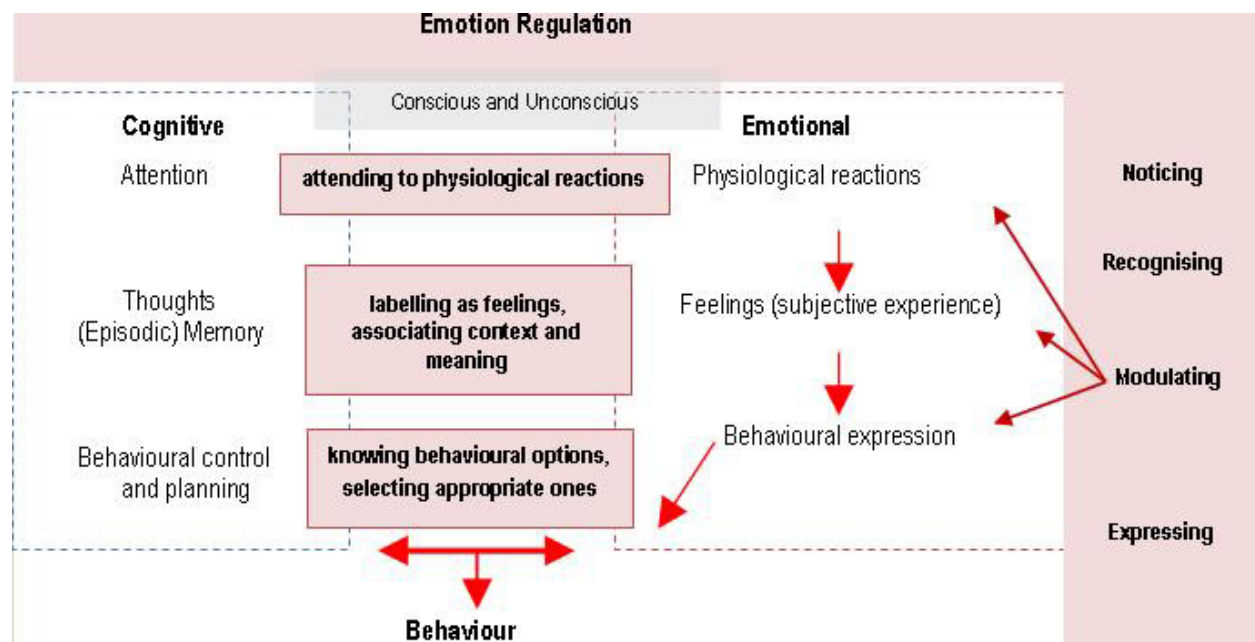 Emotion Regulation
Conscious and Unconscious
Cognitive
Emotional
Attention
attending to physiological reactions
Physiological reactions
Noticing
Recognising
Thoughts
(Episodic) Memory
labelling as feelings,
associating context and
meaning
Feelings (subjective experience)
Modulating
Behavioural control
and planning
knowing behavioural options,
selecting appropriate ones
Behavioural expression
Expressing
Behaviour